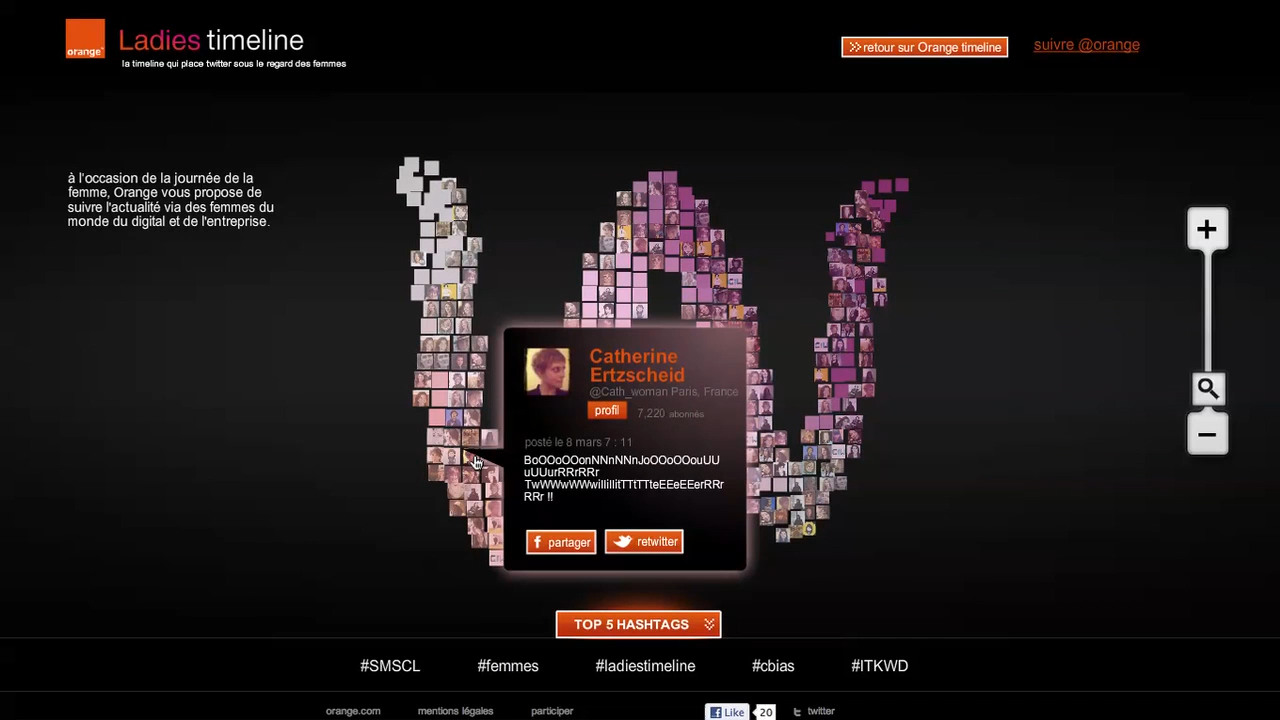 orange
Ladies timeline
la timeline qui place twitter sous le regard des femmes
retour sur Orange timeline
suivre @orange
à l'occasion de la journée de la
femme, Orange vous propose de
suivre l'actualité via des femmes du
monde du digital et de l'entreprise.
+
−
Catherine
Ertzscheid
@Cath_woman Paris, France
profil
7,220 abonnés
posté le 8 mars 7 : 11
BoOOoOOonNNnNNnJoOOoOOouUU
uUUurRRrRRr
TwWWwWWwiIIiIIitTTtTTteEEeEEerRRr
RRr !!
partager
retwitter
TOP 5 HASHTAGS
#SMSCL
#femmes
#ladiestimeline
#cbias
#ITKWD
orange.com
mentions légales
participer
Like
20
twitter